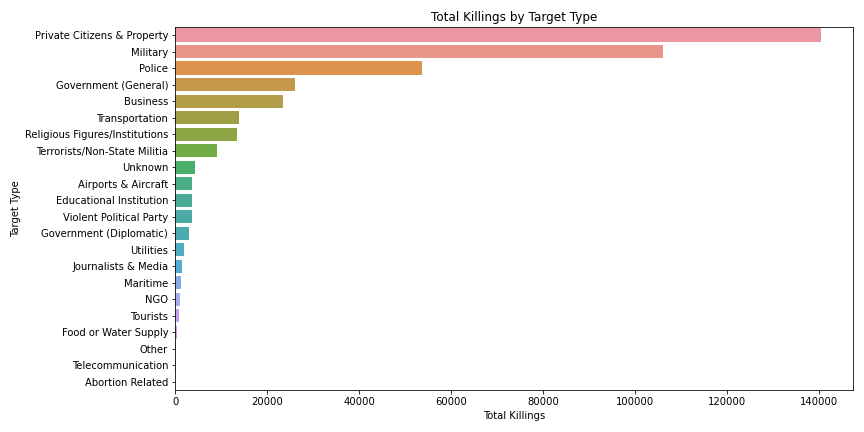 Total Killings by Target Type
Target Type
Private Citizens & Property
Military
Police
Government (General)
Business
Transportation
Religious Figures/Institutions
Terrorists/Non-State Militia
Unknown
Airports & Aircraft
Educational Institution
Violent Political Party
Government (Diplomatic)
Utilities
Journalists & Media
Maritime
NGO
Tourists
Food or Water Supply
Other
Telecommunication
Abortion Related
0 20000 40000 60000 80000 100000 120000 140000
Total Killings